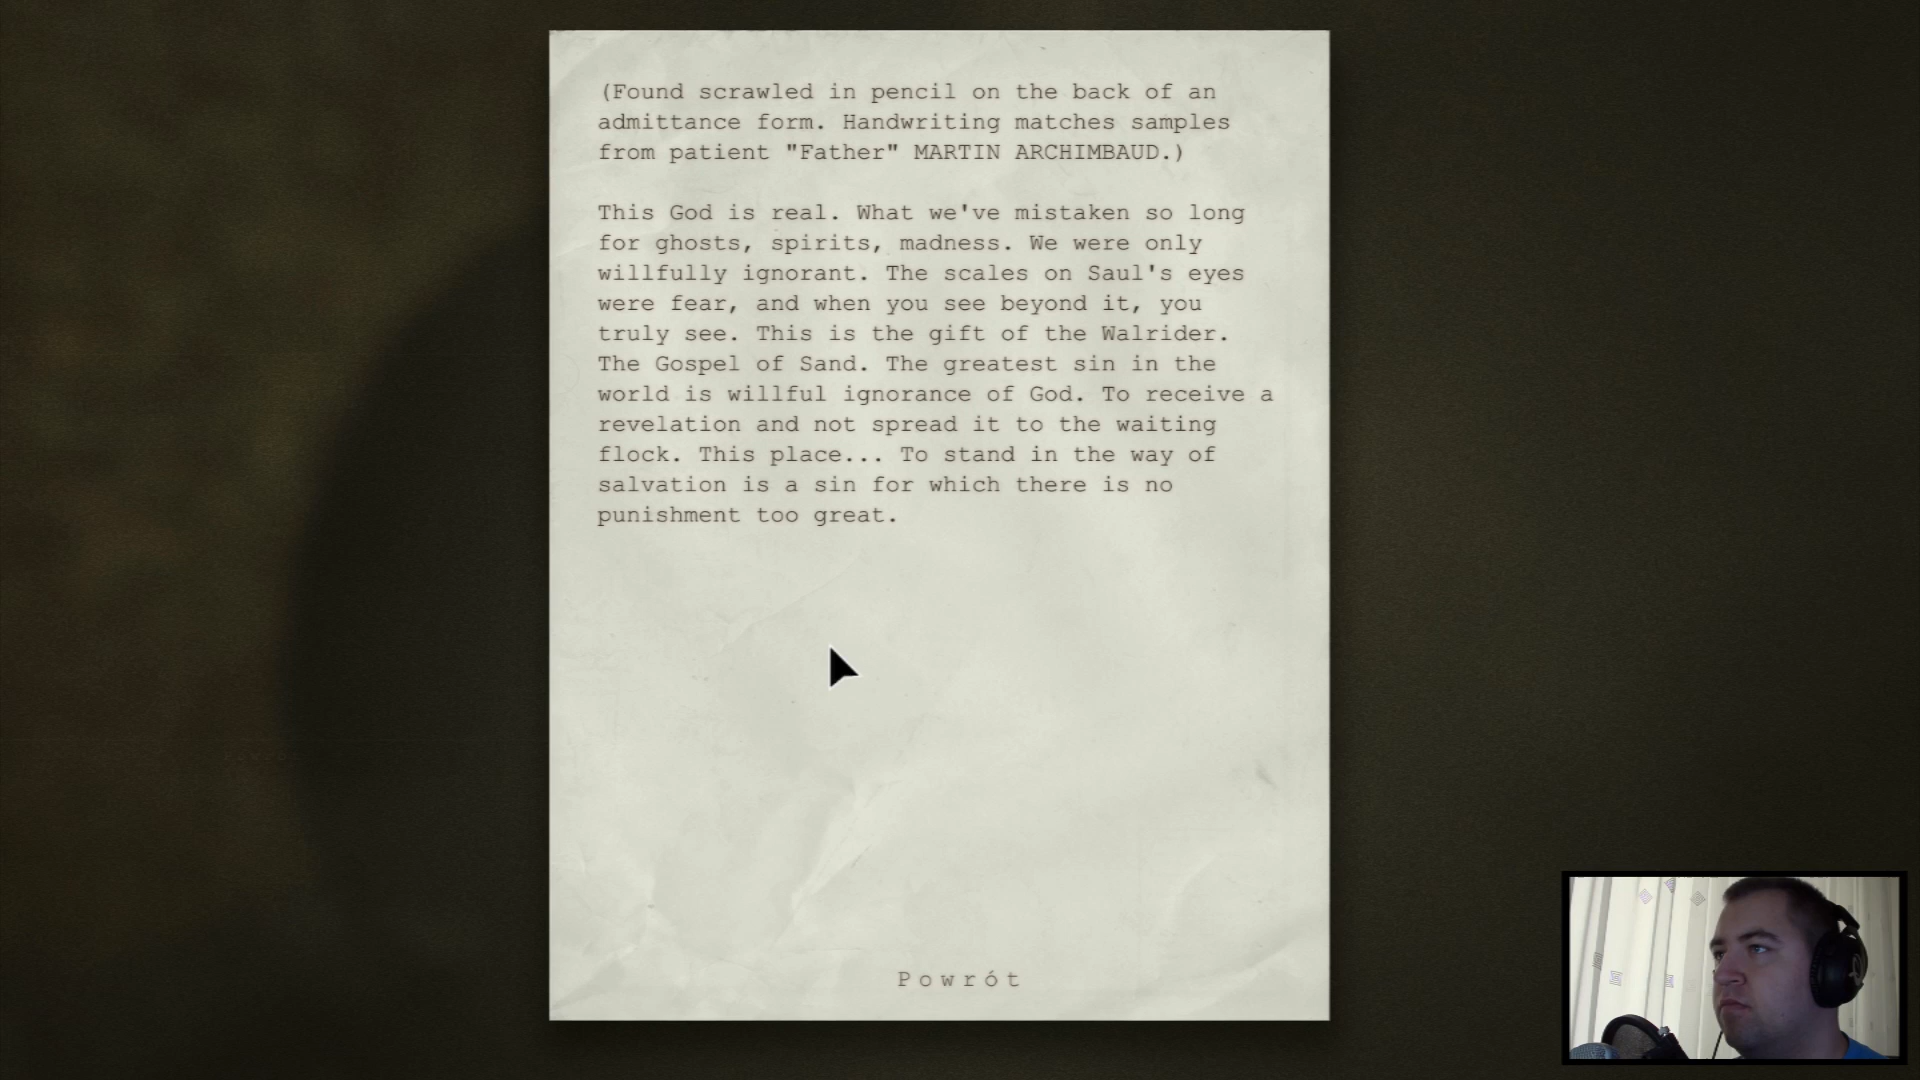 (Found scrawled in pencil on the back of an
admittance form. Handwriting matches samples
from patient "Father" MARTIN ARCHIMBAUD.)
This God is real. What we've mistaken so long
for ghosts, spirits, madness. We were only
willfully ignorant. The scales on Saul's eyes
were fear, and when you see beyond it, you
truly see. This is the gift of the Walrider.
The Gospel of Sand. The greatest sin in the
world is willful ignorance of God. To receive a
revelation and not spread it to the waiting
flock. This place... To stand in the way of
salvation is a sin for which there is no
punishment too great.
Powrót